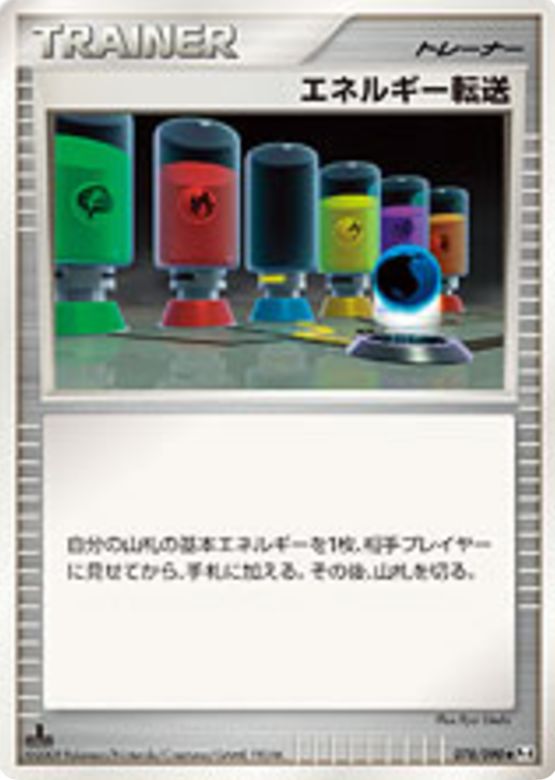 TRAINER
トレーナー
エネルギー転送
自分の山札の基本エネルギーを1枚、相手プレイヤー
に見せてから、手札に加える。その後、山札を切る。